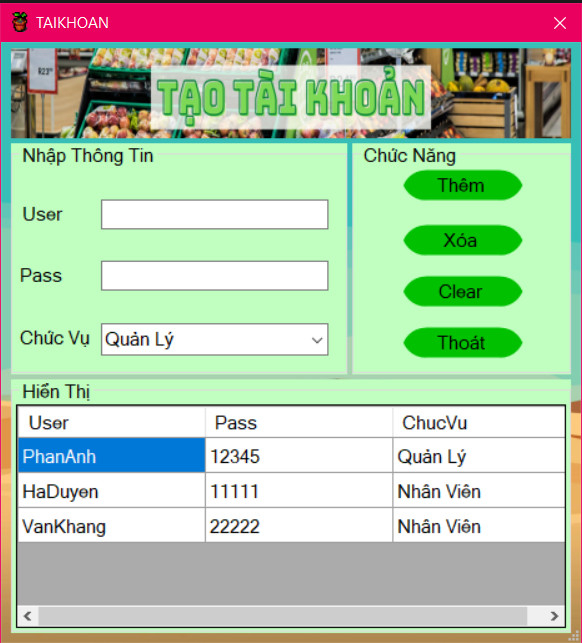 TAIKHOAN
TẠO TÀI KHOẢN
Nhập Thông Tin
User
Pass
Chức Vụ Quản Lý
Chức Năng
Thêm
Xóa
Clear
Thoát
Hiển Thị
User Pass ChucVu
PhanAnh 12345 Quản Lý
HaDuyen 11111 Nhân Viên
VanKhang 22222 Nhân Viên